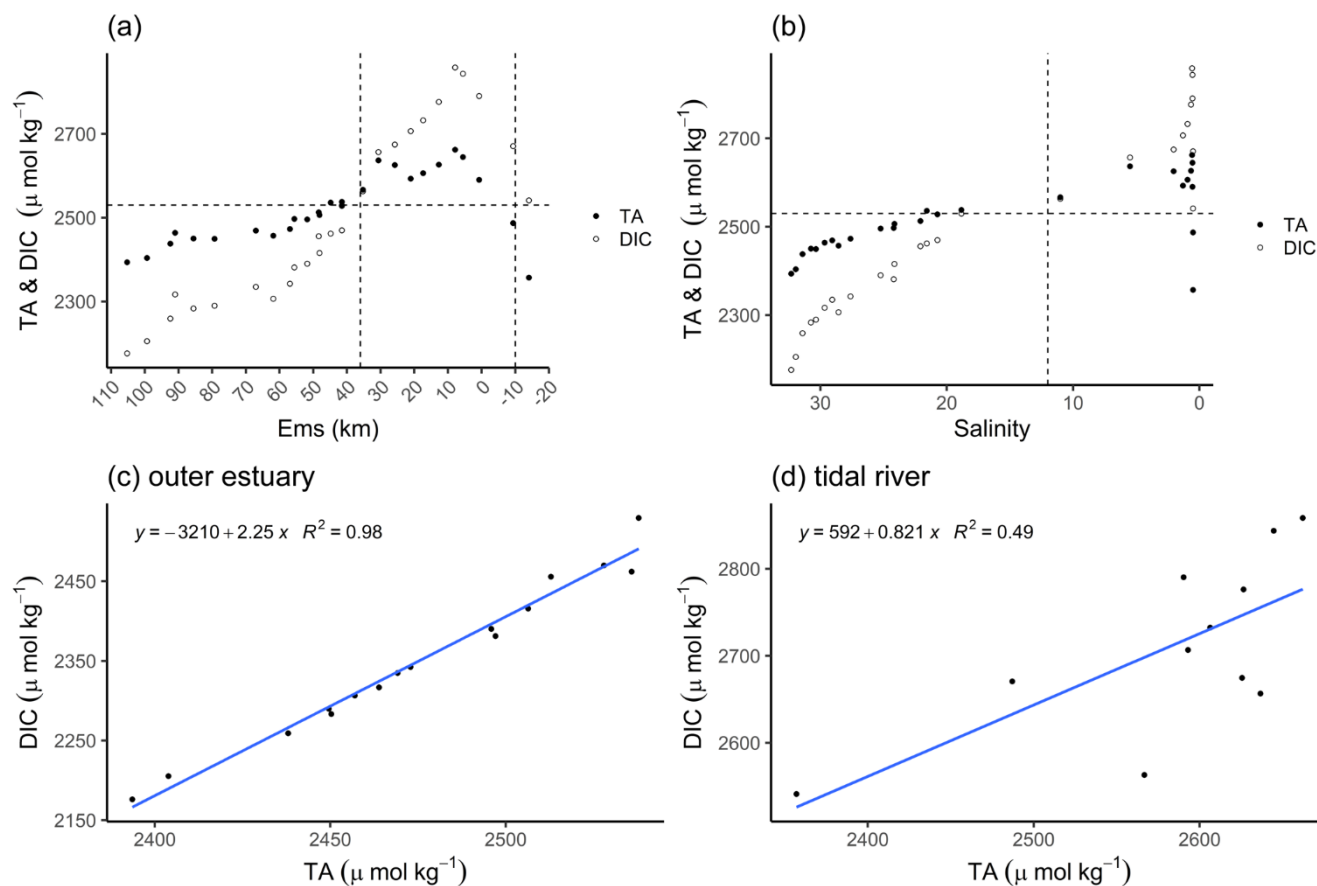 (a)
TA & DIC (μ mol kg⁻¹)
2700
2500
2300
110 100 90 80 70 60 50 40 30 20 10 0 -10 -20
Ems (km)
TA
DIC
(b)
TA & DIC (μ mol kg⁻¹)
2700
2500
2300
30 20 10 0
Salinity
TA
DIC
(c) outer estuary
y = −3210 + 2.25 x R² = 0.98
DIC (μ mol kg⁻¹)
2450
2350
2250
2150
2400 2450 2500
TA (μ mol kg⁻¹)
(d) tidal river
y = 592 + 0.821 x R² = 0.49
DIC (μ mol kg⁻¹)
2800
2700
2600
2400 2500 2600
TA (μ mol kg⁻¹)